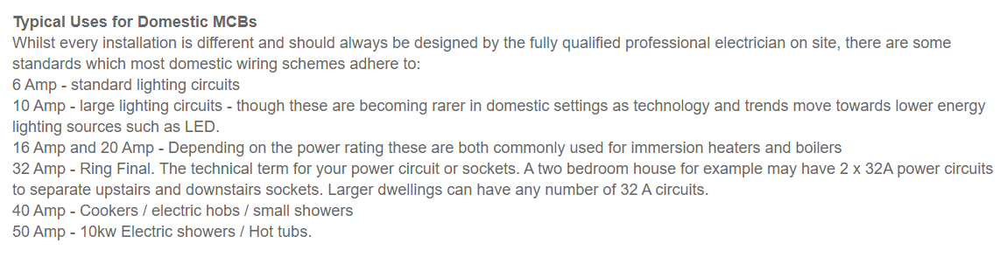 Typical Uses for Domestic MCBs
Whilst every installation is different and should always be designed by the fully qualified professional electrician on site, there are some
standards which most domestic wiring schemes adhere to:
6 Amp - standard lighting circuits
10 Amp - large lighting circuits - though these are becoming rarer in domestic settings as technology and trends move towards lower energy
lighting sources such as LED.
16 Amp and 20 Amp - Depending on the power rating these are both commonly used for immersion heaters and boilers
32 Amp - Ring Final. The technical term for your power circuit or sockets. A two bedroom house for example may have 2 x 32A power circuits
to separate upstairs and downstairs sockets. Larger dwellings can have any number of 32 A circuits.
40 Amp - Cookers / electric hobs / small showers
50 Amp - 10kw Electric showers / Hot tubs.